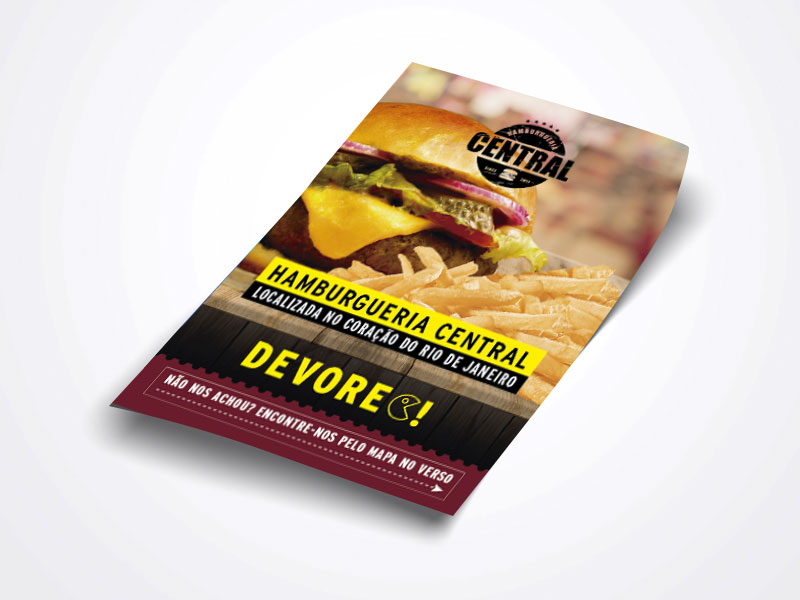 HAMBURGUERIA
CENTRAL
SINCE 2014
HAMBURGUERIA CENTRAL
LOCALIZADA NO CORAÇÃO DO RIO DE JANEIRO
DEVORE!
NÃO NOS ACHOU? ENCONTRE-NOS PELO MAPA NO VERSO